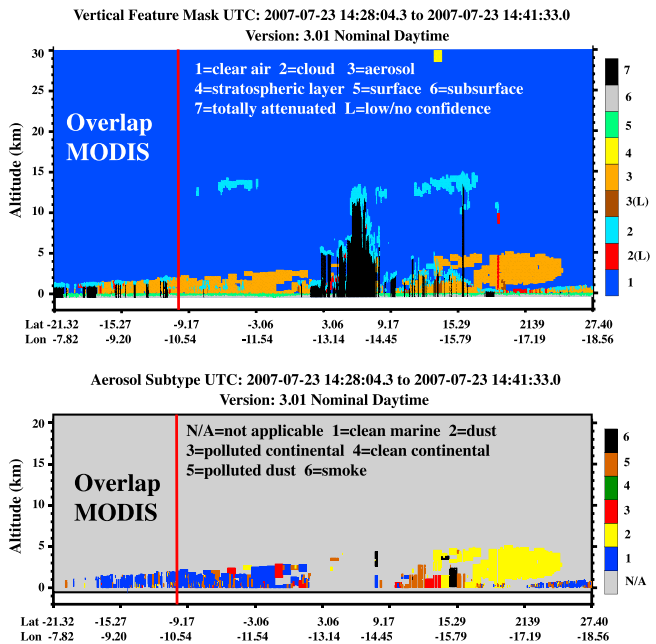 Vertical Feature Mask UTC: 2007-07-23 14:28:04.3 to 2007-07-23 14:41:33.0
Version: 3.01 Nominal Daytime
30
25
20
15
10
5
0
Altitude (km)
1=clear air 2=cloud 3=aerosol
4=stratospheric layer 5=surface 6=subsurface
7=totally attenuated L=low/no confidence
Overlap
MODIS
7
6
5
4
3
3(L)
2
2(L)
1
Lat -21.32 -15.27 -9.17 -3.06 3.06 9.17 15.29 2139 27.40
Lon -7.82 -9.20 -10.54 -11.54 -13.14 -14.45 -15.79 -17.19 -18.56
Aerosol Subtype UTC: 2007-07-23 14:28:04.3 to 2007-07-23 14:41:33.0
Version: 3.01 Nominal Daytime
20
15
10
5
0
Altitude (km)
N/A=not applicable 1=clean marine 2=dust
3=polluted continental 4=clean continental
5=polluted dust 6=smoke
Overlap
MODIS
6
5
4
3
2
1
N/A
Lat -21.32 -15.27 -9.17 -3.06 3.06 9.17 15.29 21.39 27.40
Lon -7.82 -9.20 -10.54 -11.54 -13.14 -14.45 -15.79 -17.19 -18.56